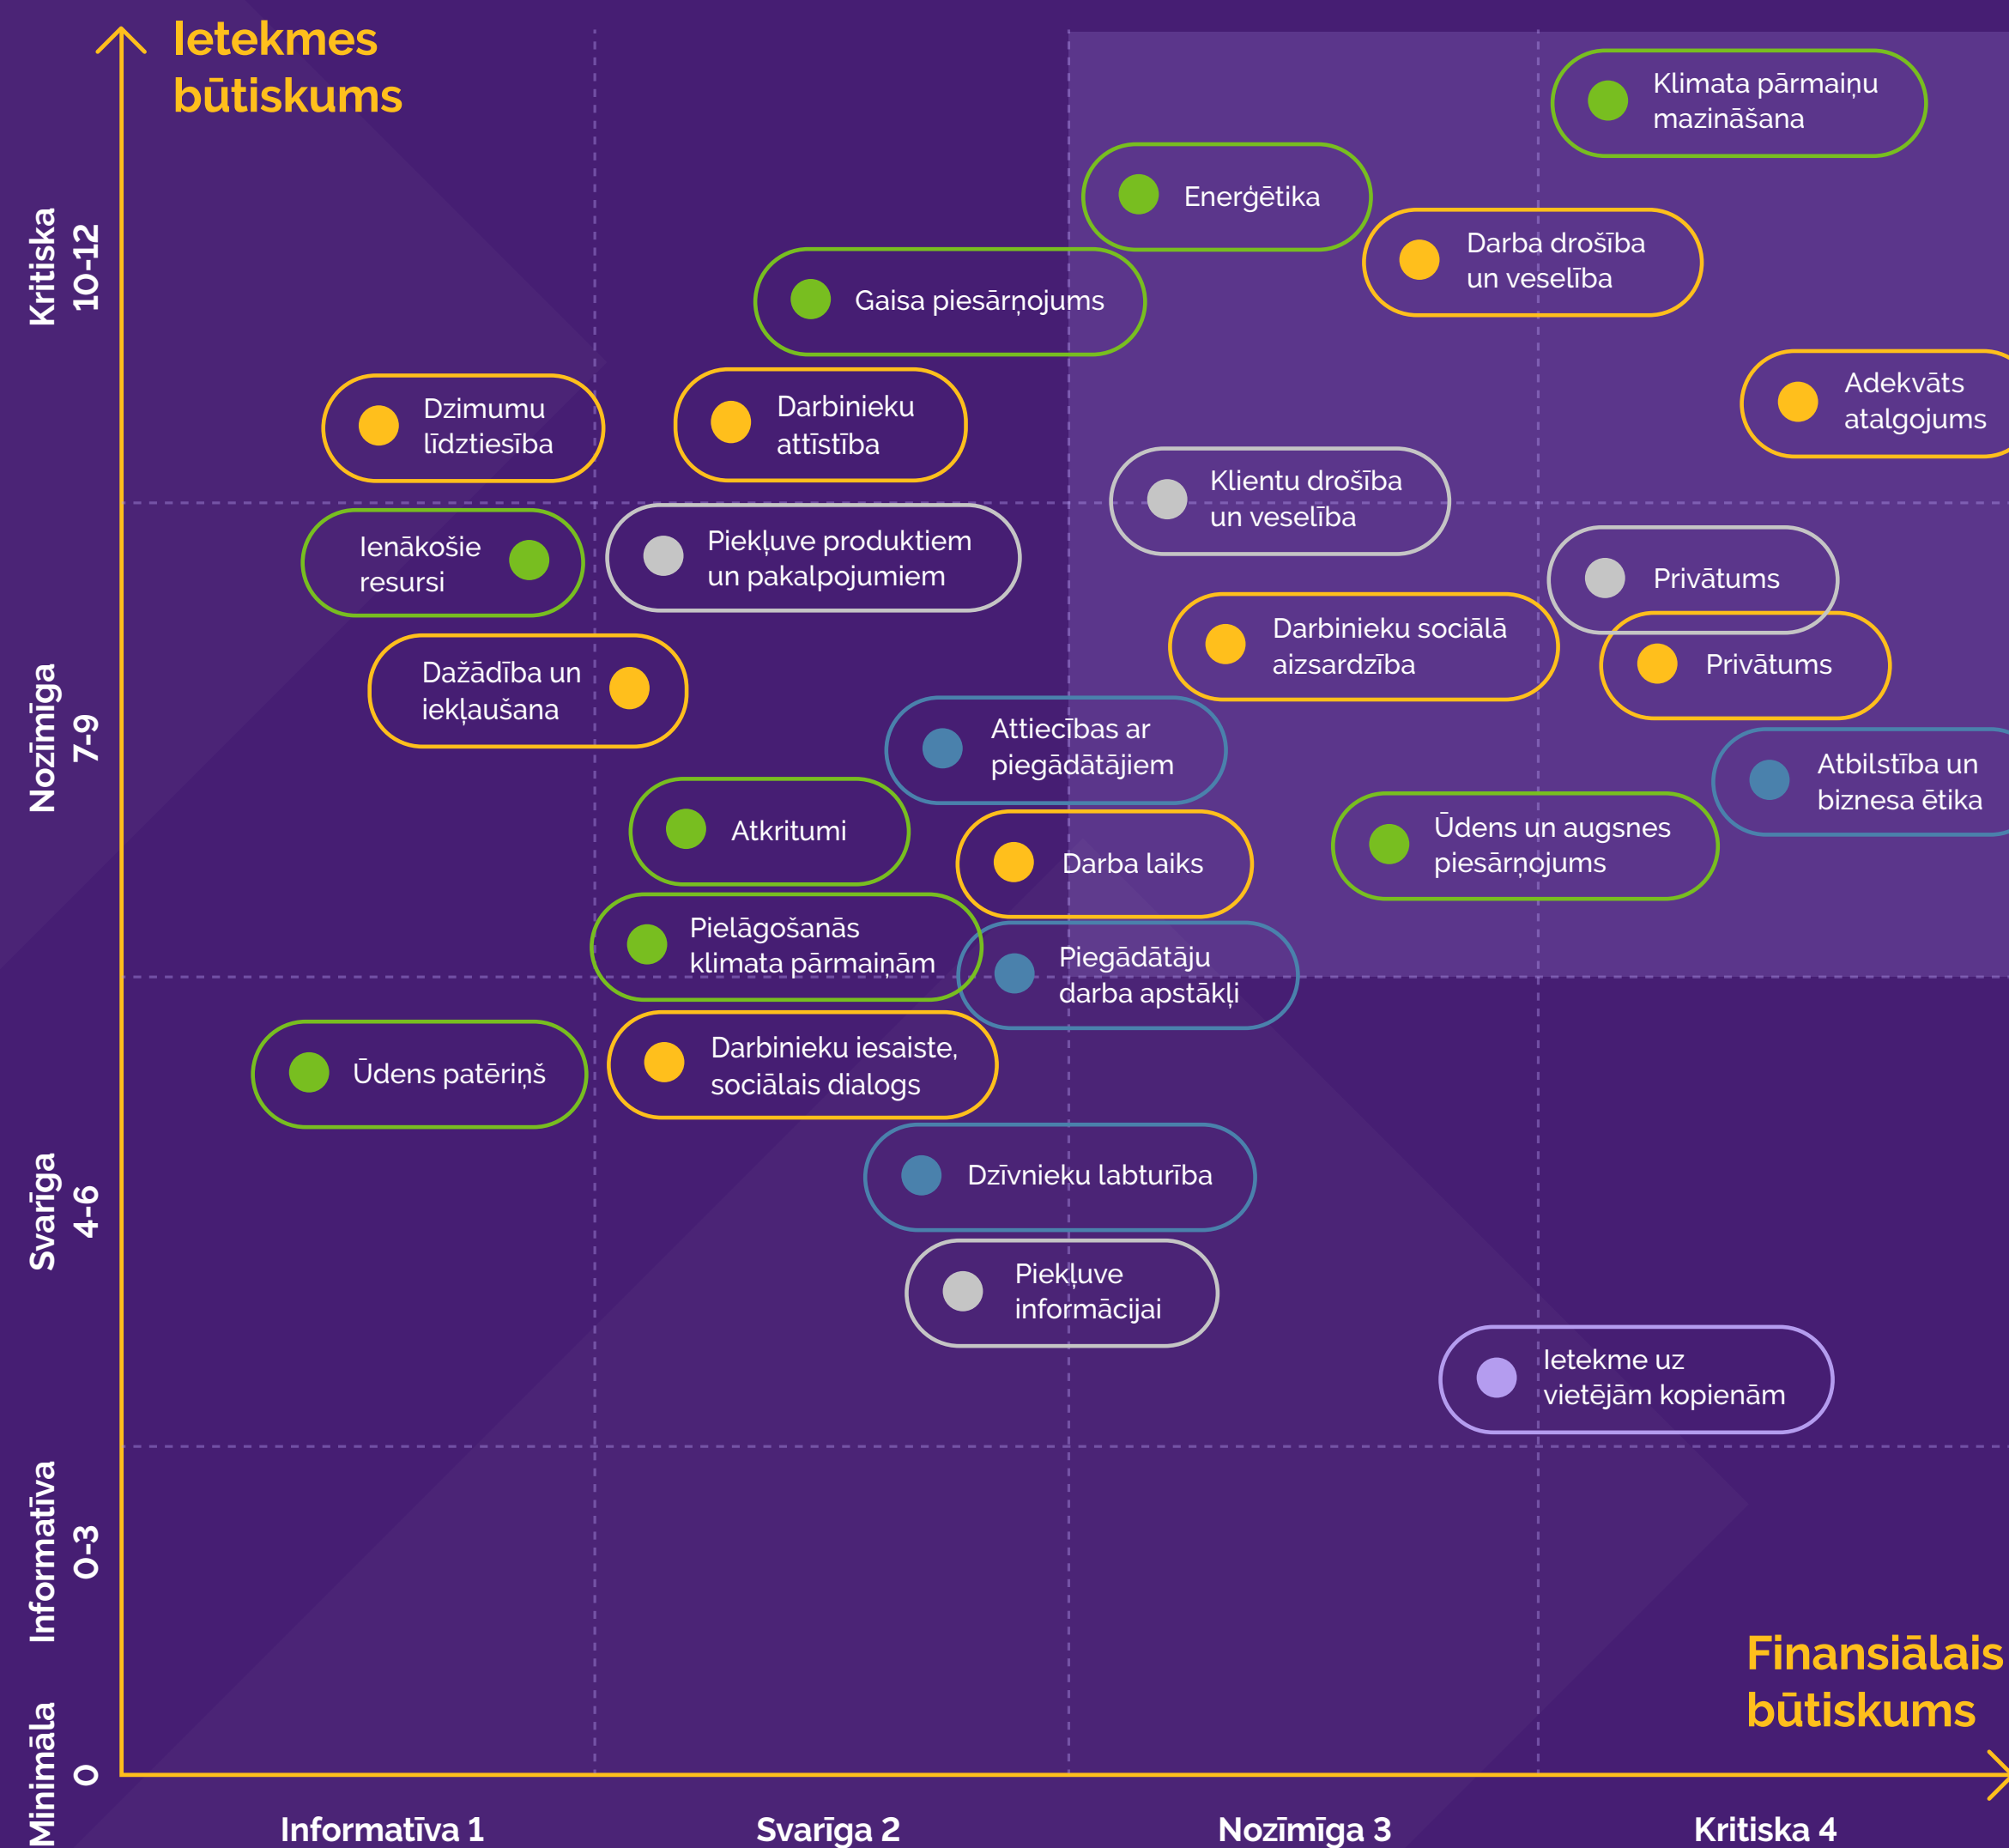 Ietekmes
būtiskums
Kritiska
10-12
Nozīmīga
7-9
Svarīga
4-6
Informatīva
0-3
Minimāla
0
Klimata pārmaiņu
mazināšana
Enerģētika
Darba drošība
un veselība
Gaisa piesārņojums
Adekvāts
atalgojums
Dzimumu
līdztiesība
Darbinieku
attīstība
Klientu drošība
un veselība
Ienākošie
resursi
Piekļuve produktiem
un pakalpojumiem
Privātums
Darbinieku sociālā
aizsardzība
Privātums
Dažādība un
iekļaušana
Attiecības ar
piegādātājiem
Atbilstība un
biznesa ētika
Atkritumi
Darba laiks
Ūdens un augsnes
piesārņojums
Pielāgošanās
klimata pārmaiņām
Piegādātāju
darba apstākļi
Ūdens patēriņš
Darbinieku iesaiste,
sociālais dialogs
Dzīvnieku labturība
Piekļuve
informācijai
Ietekme uz
vietējām kopienām
Finansiālais
būtiskums
Informatīva 1
Svarīga 2
Nozīmīga 3
Kritiska 4